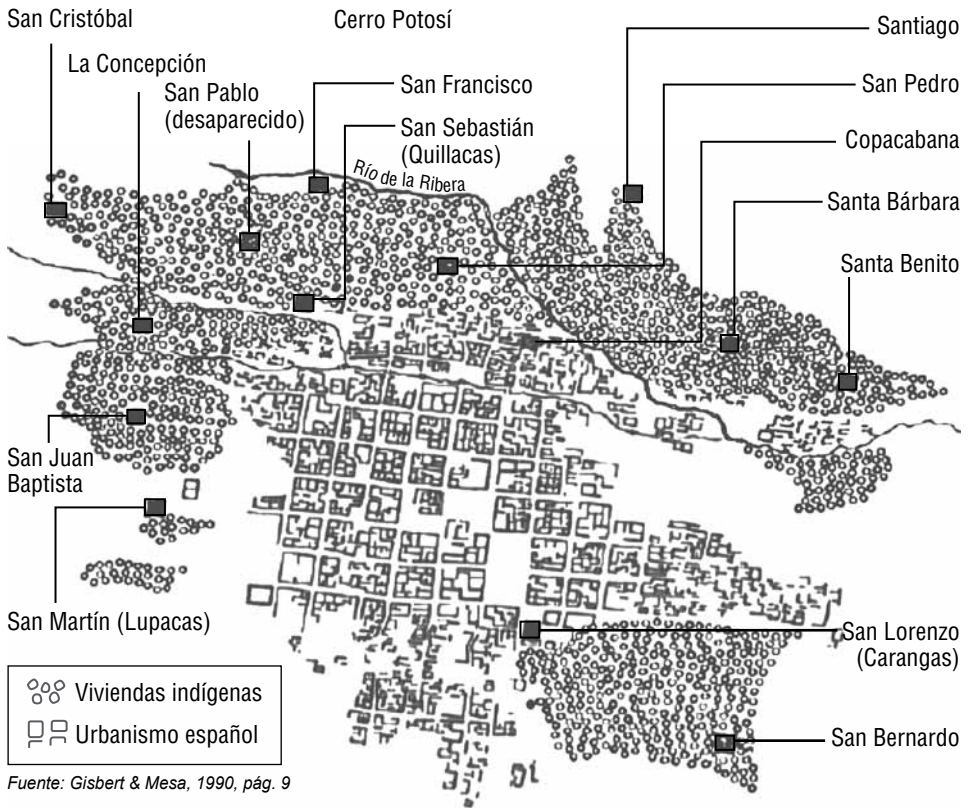 San Cristóbal
Cerro Potosí
Santiago
La Concepción
San Pablo
(desaparecido)
San Francisco
San Pedro
San Sebastián
(Quillacas)
Copacabana
Río de la Ribera
Santa Bárbara
Santa Benito
San Juan
Baptista
San Martín (Lupacas)
San Lorenzo
(Carangas)
Viviendas indígenas
Urbanismo español
San Bernardo
Fuente: Gisbert & Mesa, 1990, pág. 9